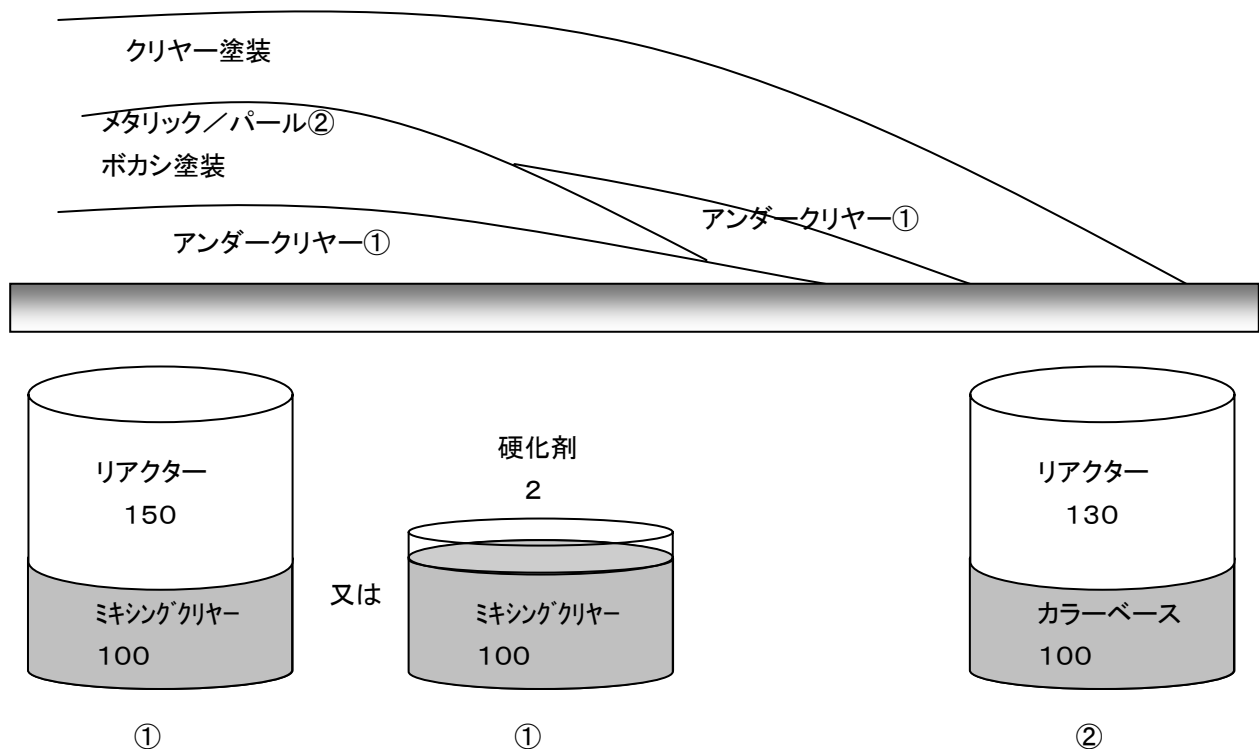 クリヤー塗装
メタリック／パール②
ボカシ塗装
アンダークリヤー①
アンダークリヤー①
リアクター
150
ミキシングクリヤー
100
①
又は
硬化剤
2
ミキシングクリヤー
100
①
リアクター
130
カラーベース
100
②